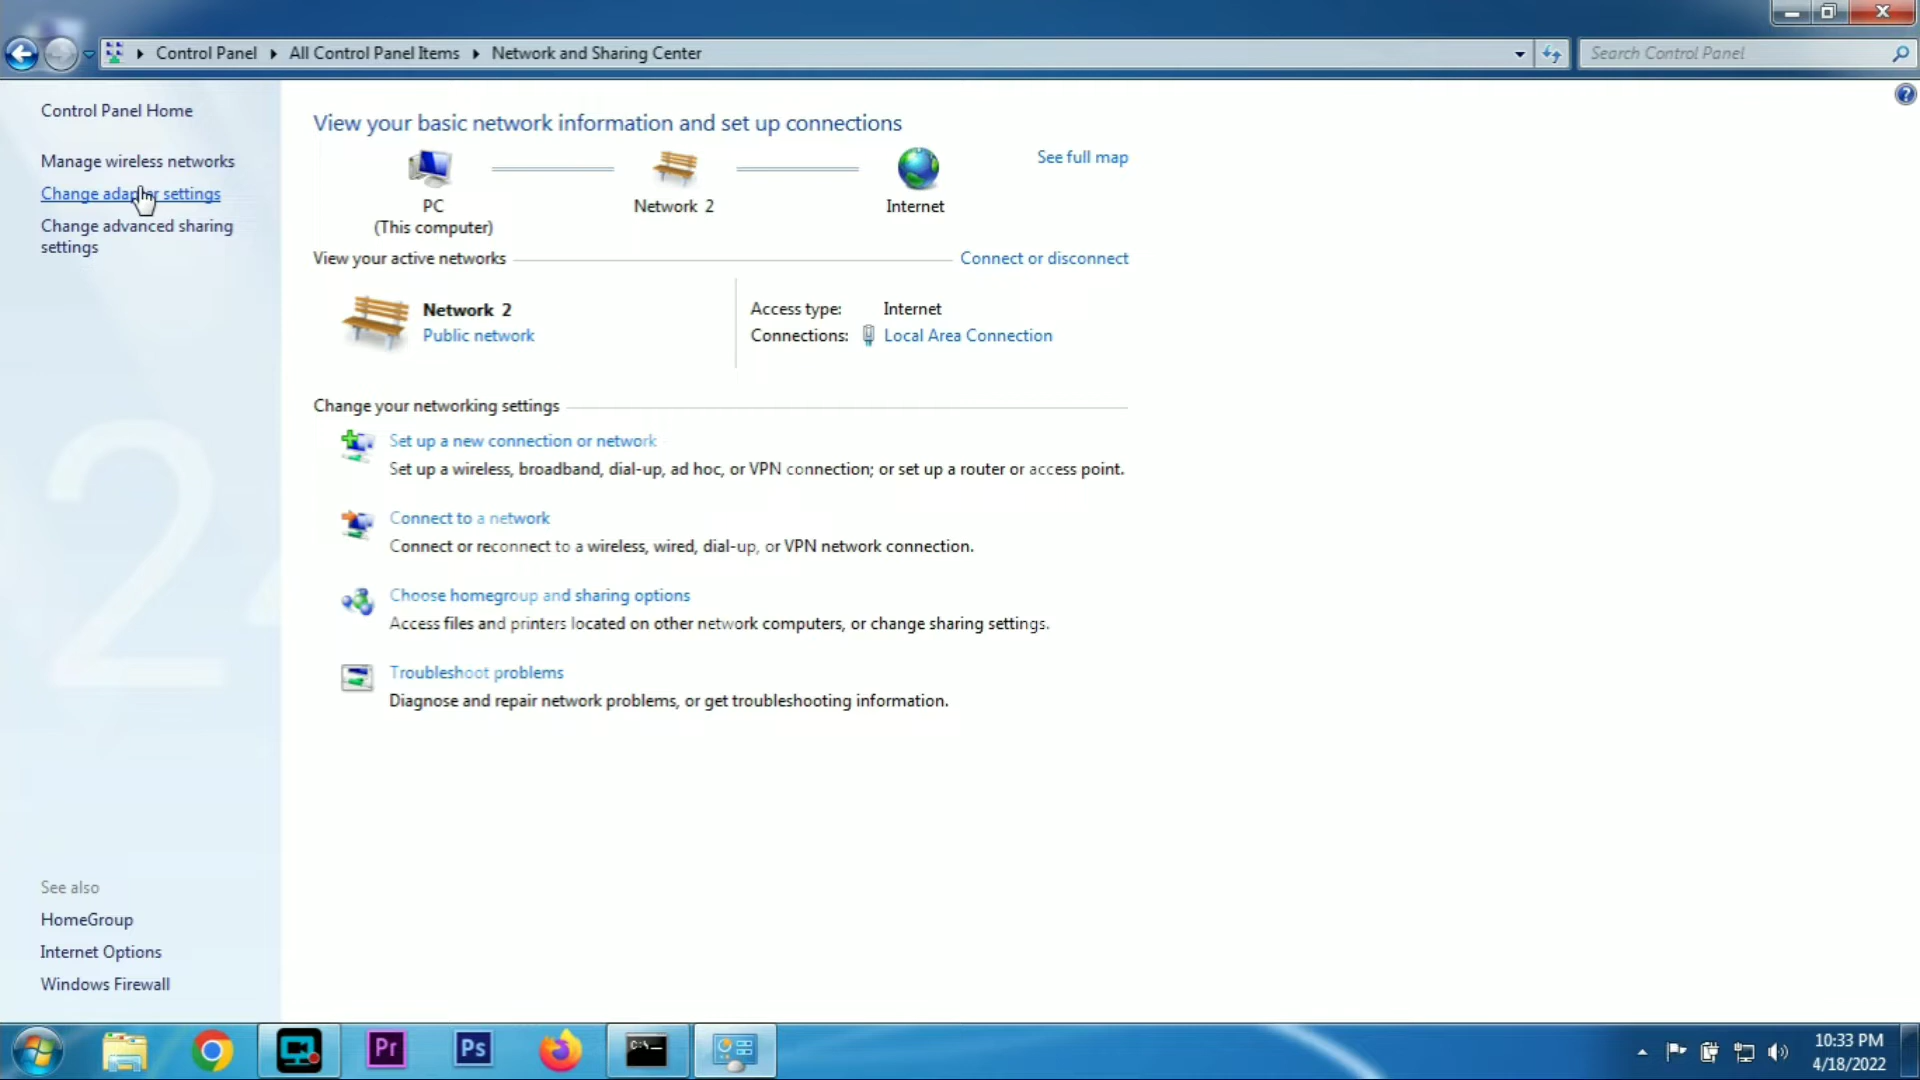 Control Panel
All Control Panel Items
Network and Sharing Center
Search Control Panel
Control Panel Home
Manage wireless networks
Change adapter settings
Change advanced sharing
settings
View your basic network information and set up connections
PC
(This computer)
Network 2
Internet
See full map
View your active networks
Connect or disconnect
Network 2
Public network
Access type: Internet
Connections: Local Area Connection
Change your networking settings
Set up a new connection or network
Set up a wireless, broadband, dial-up, ad hoc, or VPN connection; or set up a router or access point.
Connect to a network
Connect or reconnect to a wireless, wired, dial-up, or VPN network connection.
Choose homegroup and sharing options
Access files and printers located on other network computers, or change sharing settings.
Troubleshoot problems
Diagnose and repair network problems, or get troubleshooting information.
See also
HomeGroup
Internet Options
Windows Firewall
Pr
Ps
C:\
10:33 PM
4/18/2022